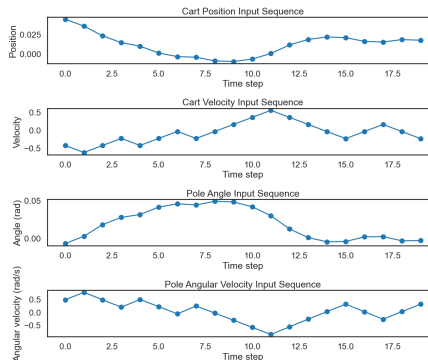 Cart Position Input Sequence
Position
0.025
0.000
0.0 2.5 5.0 7.5 10.0 12.5 15.0 17.5
Time step
Cart Velocity Input Sequence
Velocity
0.5
0.0
−0.5
0.0 2.5 5.0 7.5 10.0 12.5 15.0 17.5
Time step
Pole Angle Input Sequence
Angle (rad)
0.05
0.00
0.0 2.5 5.0 7.5 10.0 12.5 15.0 17.5
Time step
Pole Angular Velocity Input Sequence
Angular velocity (rad/s)
0.5
0.0
−0.5
0.0 2.5 5.0 7.5 10.0 12.5 15.0 17.5
Time step